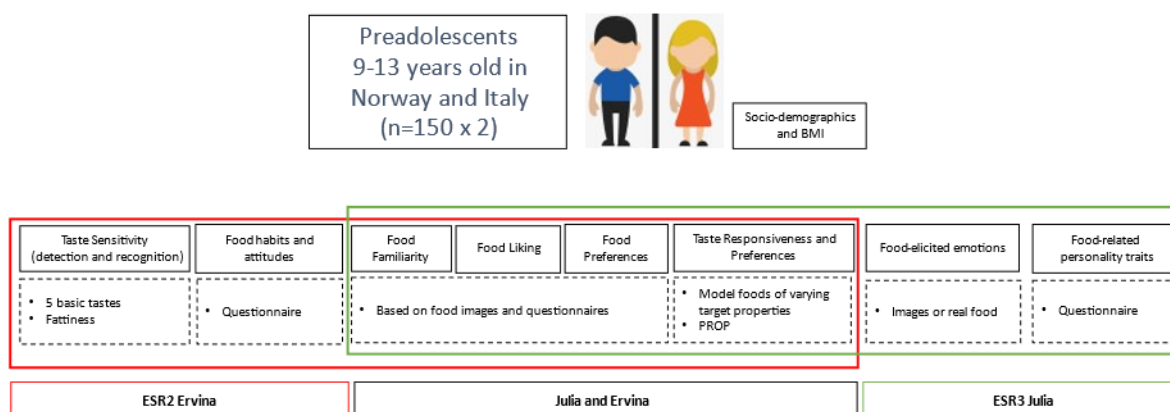 Preadolescents
9-13 years old in
Norway and Italy
(n=150 x 2)
Socio-demographics
and BMI
Taste Sensitivity
(detection and recognition)
Food habits and
attitudes
Food
Familiarity
Food Liking
Food
Preferences
Taste Responsiveness and
Preferences
Food-elicited emotions
Food-related
personality traits
• 5 basic tastes
• Fattiness
• Questionnaire
• Based on food images and questionnaires
• Model foods of varying
target properties
• PROP
• Images or real food
• Questionnaire
ESR2 Ervina
Julia and Ervina
ESR3 Julia